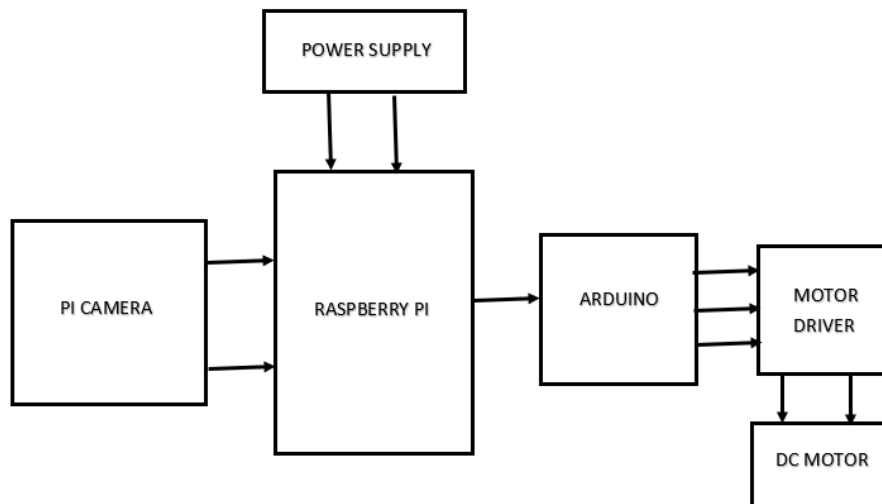 POWER SUPPLY
PI CAMERA
RASPBERRY PI
ARDUINO
MOTOR
DRIVER
DC MOTOR